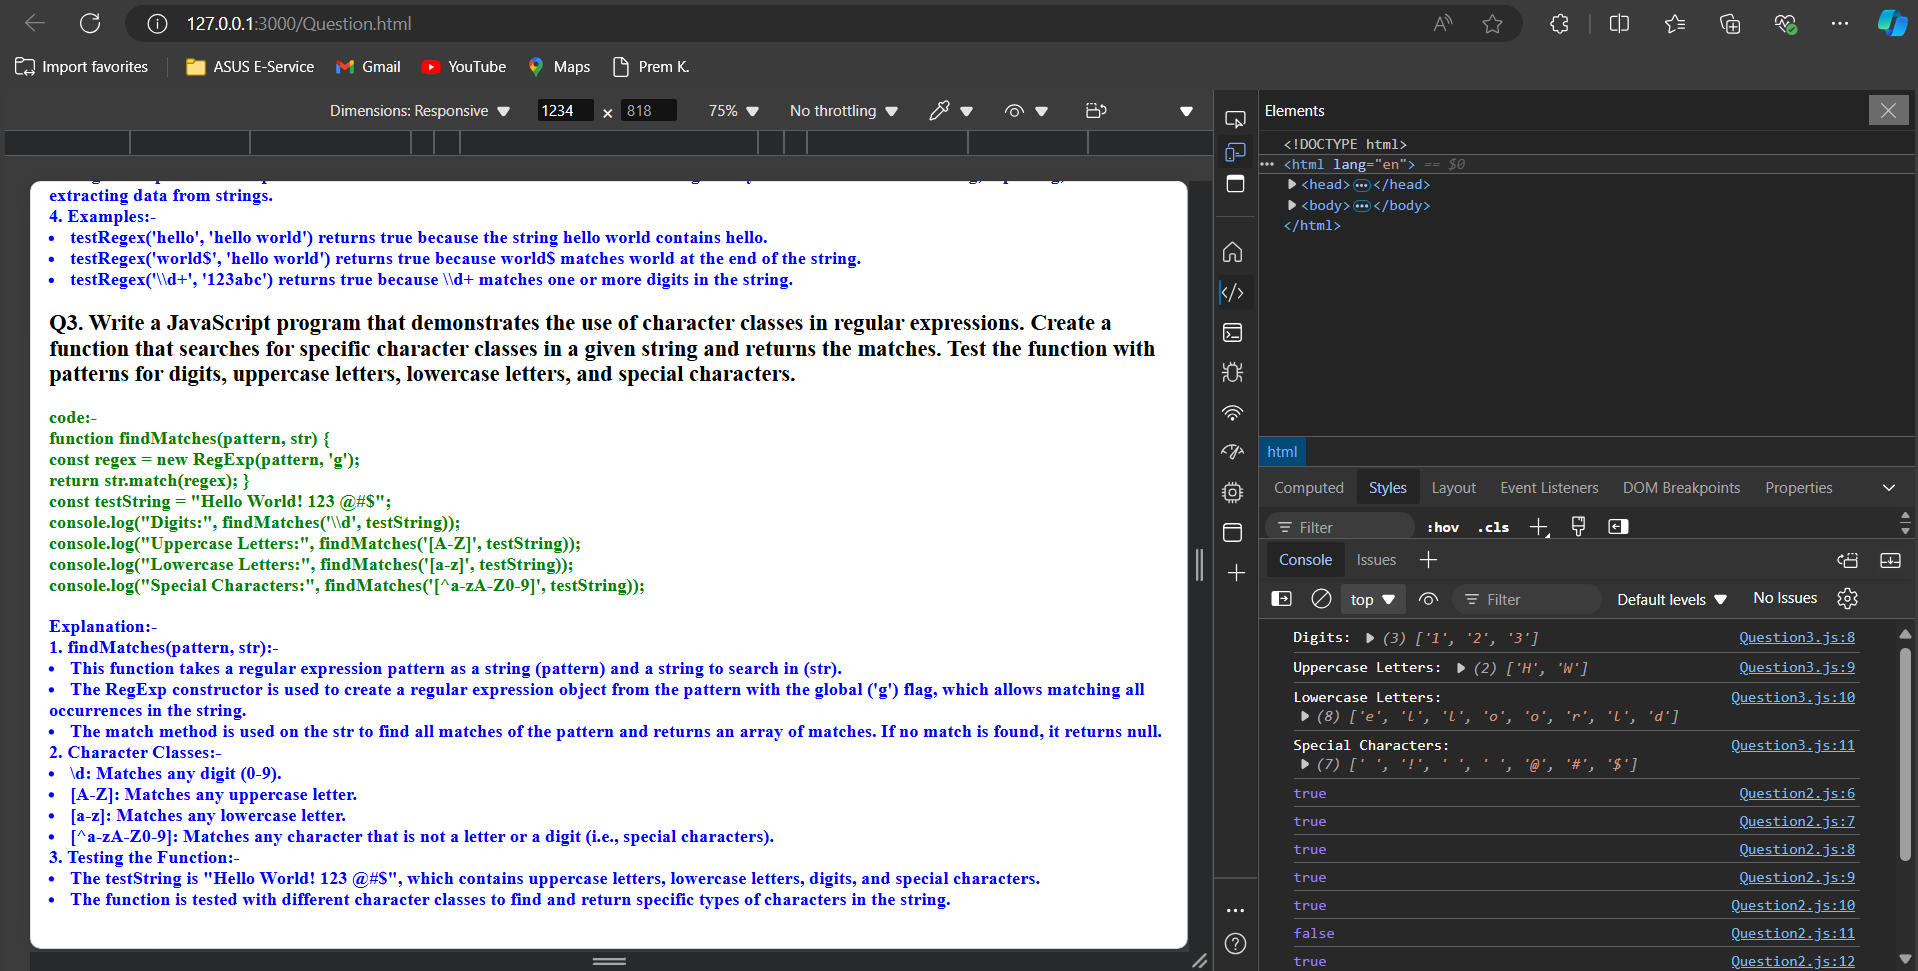 127.0.0.1:3000/Question.html
Import favorites
ASUS E-Service
Gmail
YouTube
Maps
Prem K.
Dimensions: Responsive
1234 × 818
75%
No throttling
extracting data from strings.
4. Examples:-
• testRegex('hello', 'hello world') returns true because the string hello world contains hello.
• testRegex('world$', 'hello world') returns true because world$ matches world at the end of the string.
• testRegex('\\d+', '123abc') returns true because \\d+ matches one or more digits in the string.
Q3. Write a JavaScript program that demonstrates the use of character classes in regular expressions. Create a
function that searches for specific character classes in a given string and returns the matches. Test the function with
patterns for digits, uppercase letters, lowercase letters, and special characters.
code:-
function findMatches(pattern, str) {
const regex = new RegExp(pattern, 'g');
return str.match(regex); }
const testString = "Hello World! 123 @#$";
console.log("Digits:", findMatches('\\d', testString));
console.log("Uppercase Letters:", findMatches('[A-Z]', testString));
console.log("Lowercase Letters:", findMatches('[a-z]', testString));
console.log("Special Characters:", findMatches('[^a-zA-Z0-9]', testString));
Explanation:-
1. findMatches(pattern, str):-
• This function takes a regular expression pattern as a string (pattern) and a string to search in (str).
• The RegExp constructor is used to create a regular expression object from the pattern with the global ('g') flag, which allows matching all
occurrences in the string.
• The match method is used on the str to find all matches of the pattern and returns an array of matches. If no match is found, it returns null.
2. Character Classes:-
• \d: Matches any digit (0-9).
• [A-Z]: Matches any uppercase letter.
• [a-z]: Matches any lowercase letter.
• [^a-zA-Z0-9]: Matches any character that is not a letter or a digit (i.e., special characters).
3. Testing the Function:-
• The testString is "Hello World! 123 @#$", which contains uppercase letters, lowercase letters, digits, and special characters.
• The function is tested with different character classes to find and return specific types of characters in the string.
Elements
<!DOCTYPE html>
<html lang="en"> == $0
<head>…</head>
<body>…</body>
</html>
html
Computed Styles Layout Event Listeners DOM Breakpoints Properties
Filter :hov .cls
Console Issues
top Filter Default levels No Issues
Digits: (3) ['1', '2', '3'] Question3.js:8
Uppercase Letters: (2) ['H', 'W'] Question3.js:9
Lowercase Letters: Question3.js:10
(8) ['e', 'l', 'l', 'o', 'o', 'r', 'l', 'd']
Special Characters: Question3.js:11
(7) [' ', '!', ' ', ' ', '@', '#', '$']
true Question2.js:6
true Question2.js:7
true Question2.js:8
true Question2.js:9
true Question2.js:10
false Question2.js:11
true Question2.js:12